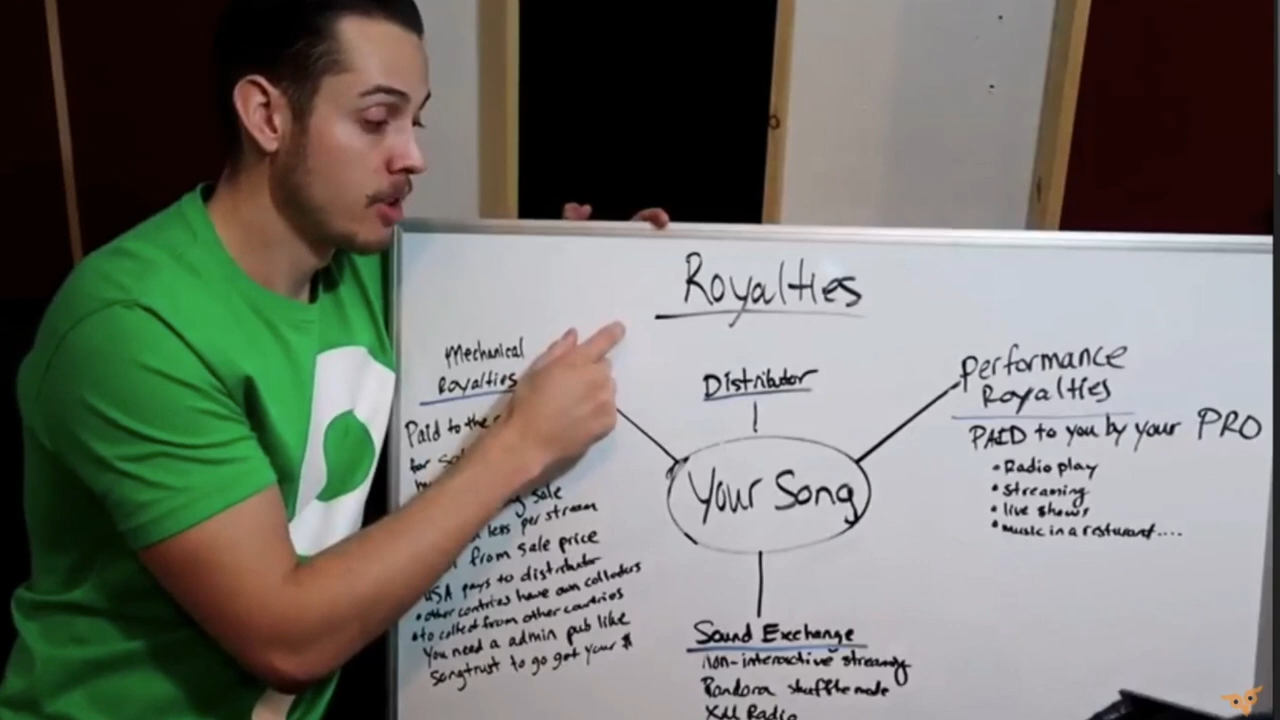 Royalties
Mechanical
Royalties
Paid to the
sale
less per stream
from sale price
USA pays to distributor
• other contries have own collectors
• to collect from other countries
You need a admin pub like
songtrust to go get your $
Distributor
Your Song
Performance
Royalties
PAID to you by your PRO
• Radio play
• streaming
• live shows
• music in a resturant....
Sound Exchange
non-interactive streaming
Pandora shuffle mode
XM Radio